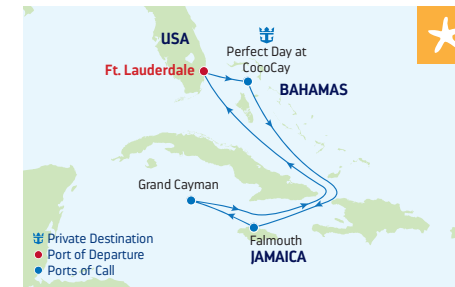 USA
Perfect Day at
CocoCay
Ft. Lauderdale
BAHAMAS
Grand Cayman
Falmouth
JAMAICA
Private Destination
Port of Departure
Ports of Call